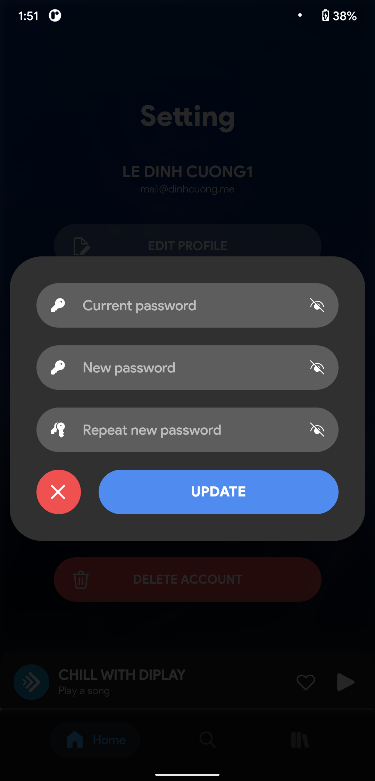 1:51
38%
Setting
LE DINH CUONG1
mail@dinhcuong.me
EDIT PROFILE
Current password
New password
Repeat new password
UPDATE
DELETE ACCOUNT
CHILL WITH DIPLAY
Play a song
Home